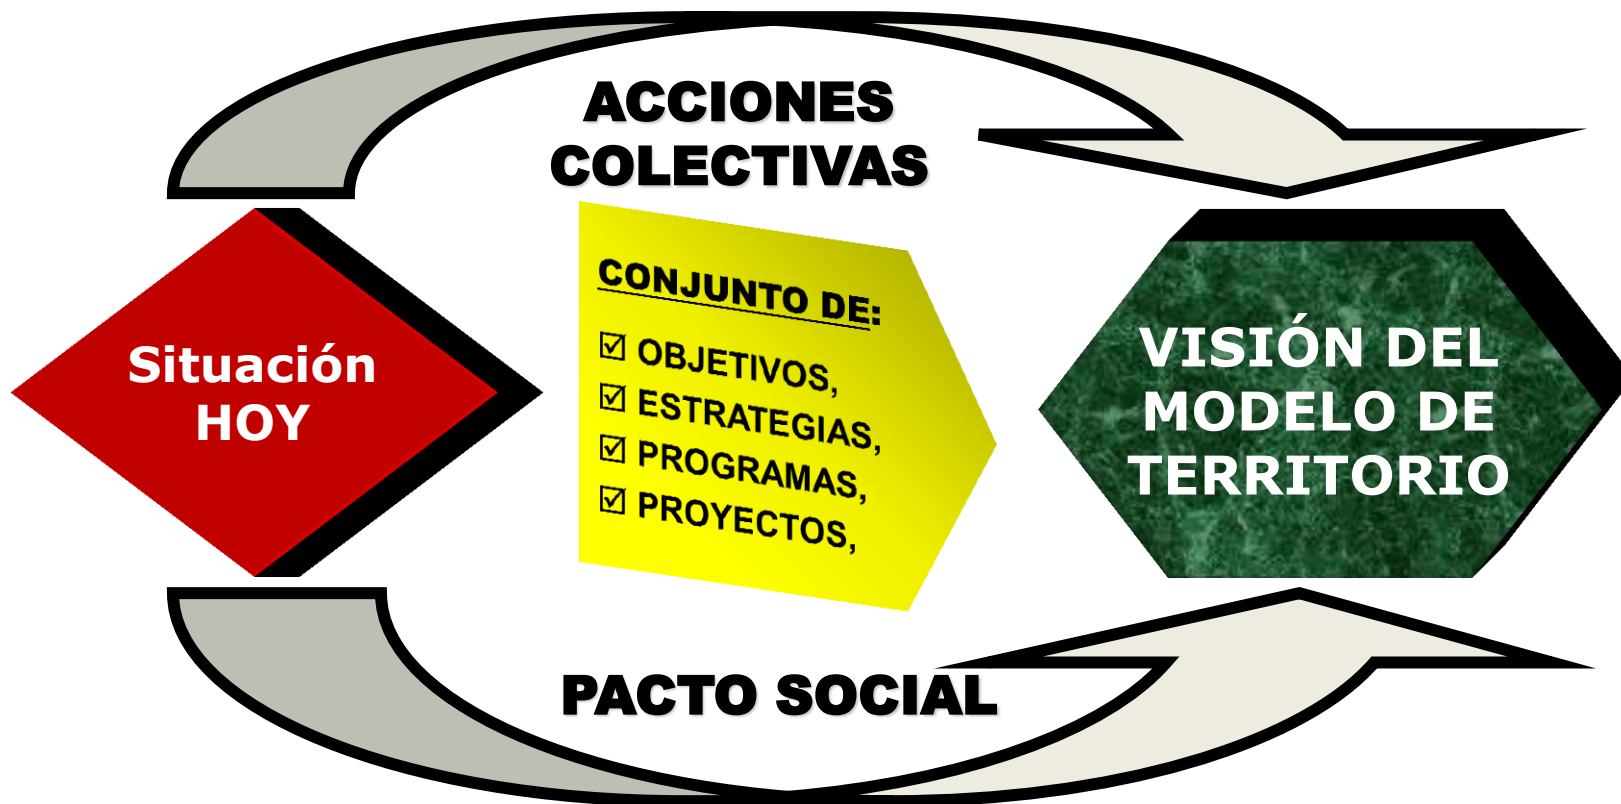 ACCIONES
COLECTIVAS
Situación
HOY
CONJUNTO DE:
☑ OBJETIVOS,
☑ ESTRATEGIAS,
☑ PROGRAMAS,
☑ PROYECTOS,
VISIÓN DEL
MODELO DE
TERRITORIO
PACTO SOCIAL